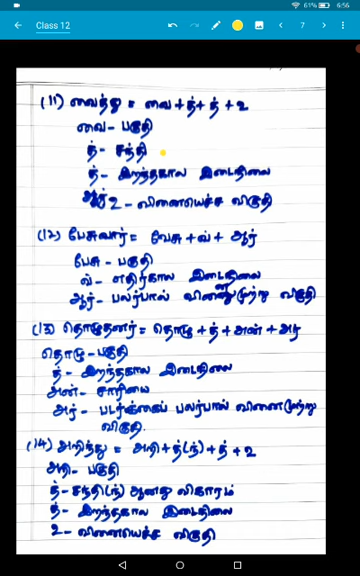 61%
6:56
Class 12
7
(11) வைத்து = வை + த் + த் + உ
வை - பகுதி
த் - சந்தி
த் - இறந்தகால இடைநிலை
உ - வினையெச்ச விகுதி
(12) பேசுவார் = பேசு + வ் + ஆர்
பேசு - பகுதி
வ் - எதிர்கால இடைநிலை
ஆர் - பலர்பால் வினைமுற்று விகுதி
(13) தொழுதனர் = தொழு + த் + அன் + அர்
தொழு - பகுதி
த் - இறந்தகால இடைநிலை
அன் - சாரியை
அர் - படர்க்கைப் பலர்பால் வினைமுற்று
விகுதி.
(14) அறிந்து = அறி + த்(ந்) + த் + உ
அறி - பகுதி
த் - சந்தி (ந்) ஆனது விகாரம்
த் - இறந்தகால இடைநிலை
உ - வினையெச்ச விகுதி